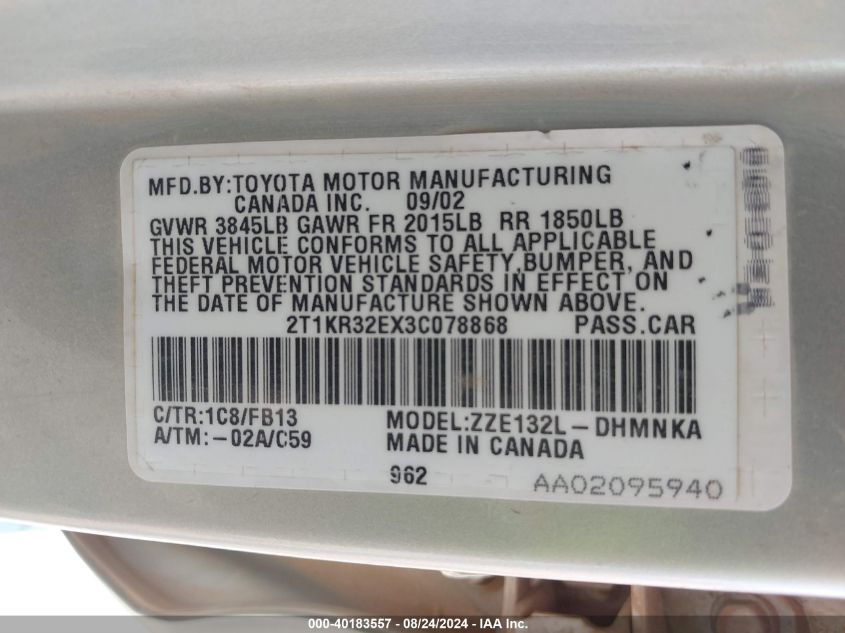 MFD.BY:TOYOTA MOTOR MANUFACTURING
CANADA INC. 09/02
GVWR 3845LB GAWR FR 2015LB RR 1850LB
THIS VEHICLE CONFORMS TO ALL APPLICABLE
FEDERAL MOTOR VEHICLE SAFETY,BUMPER, AND
THEFT PREVENTION STANDARDS IN EFFECT ON
THE DATE OF MANUFACTURE SHOWN ABOVE.
2T1KR32EX3C078868 PASS.CAR
C/TR:1C8/FB13 MODEL:ZZE132L-DHMNKA
A/TM:-02A/C59 MADE IN CANADA
962
AA02095940
000-40183557 - 08/24/2024 - IAA Inc.